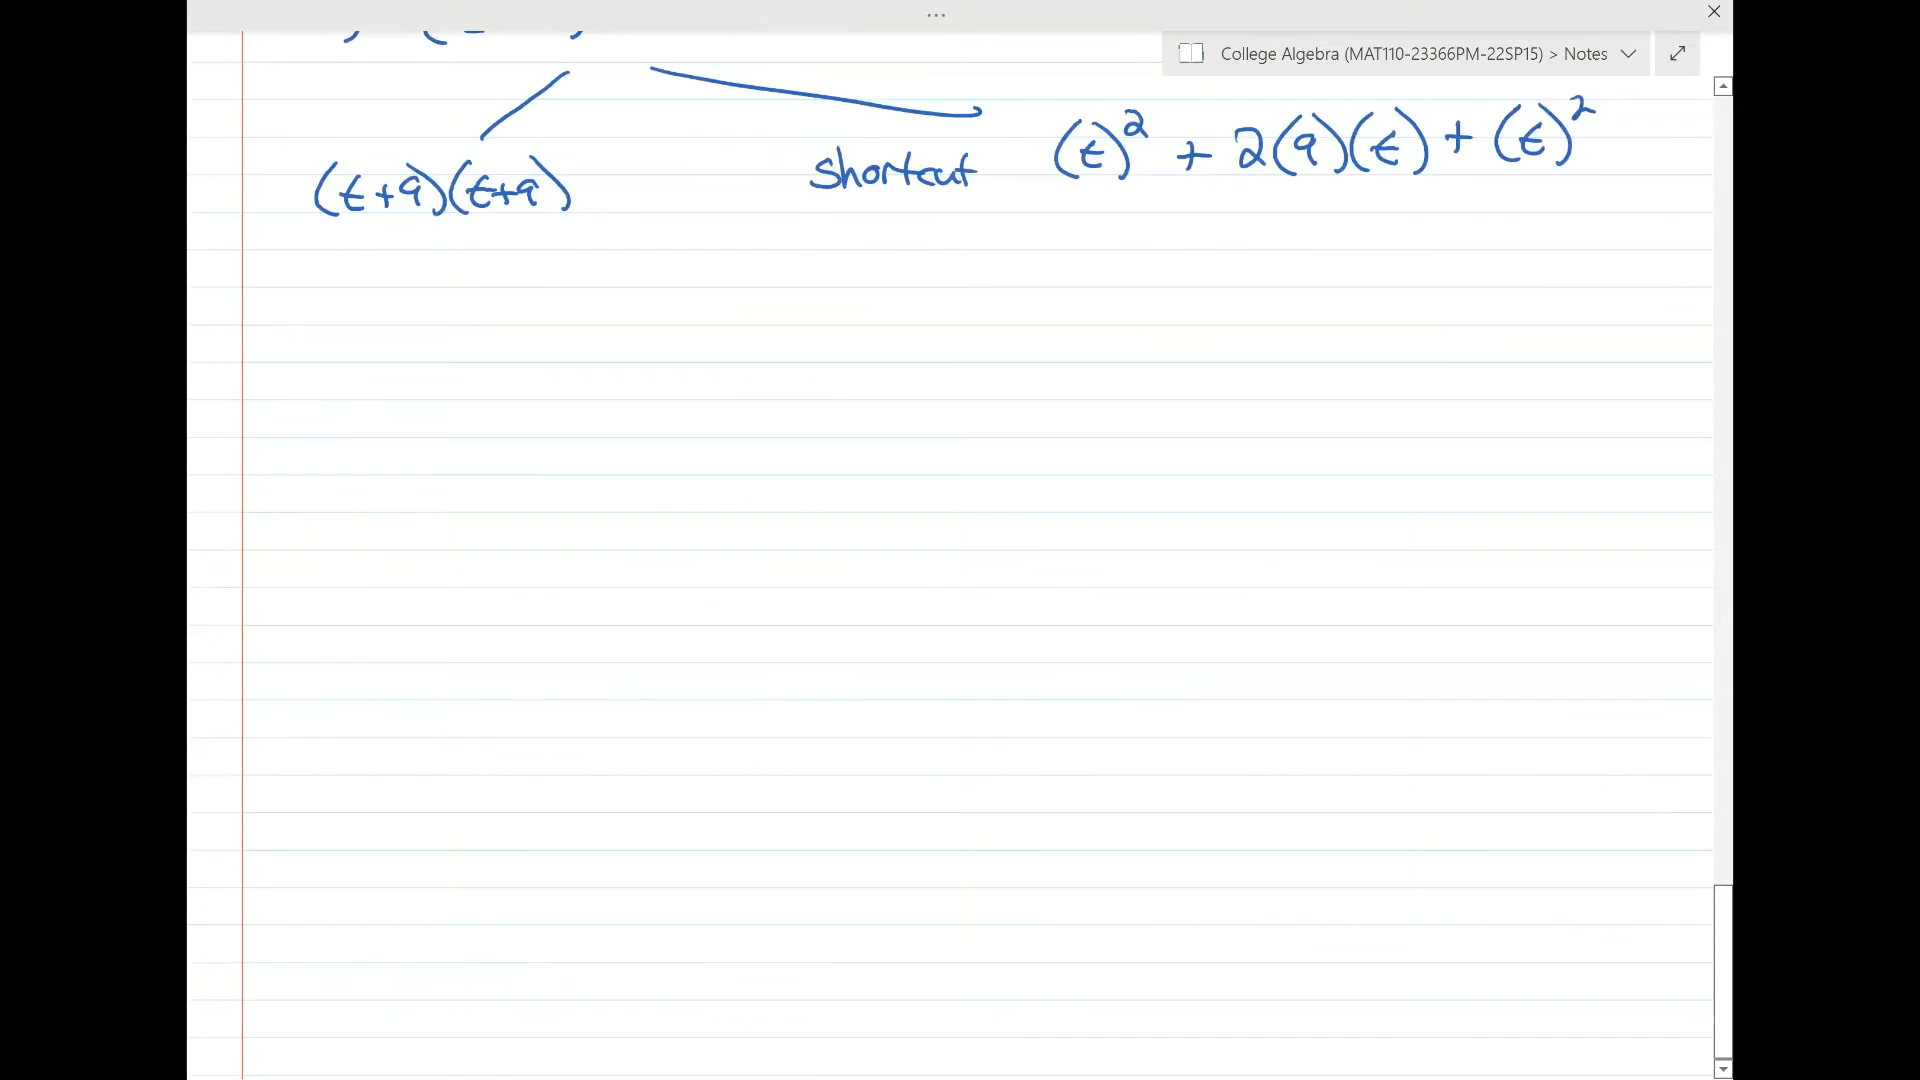 ...
College Algebra (MAT110-23366PM-22SP15) > Notes
(t)² + 2(9)(t) + (t)²
shortcut
(t+9)(t+9)